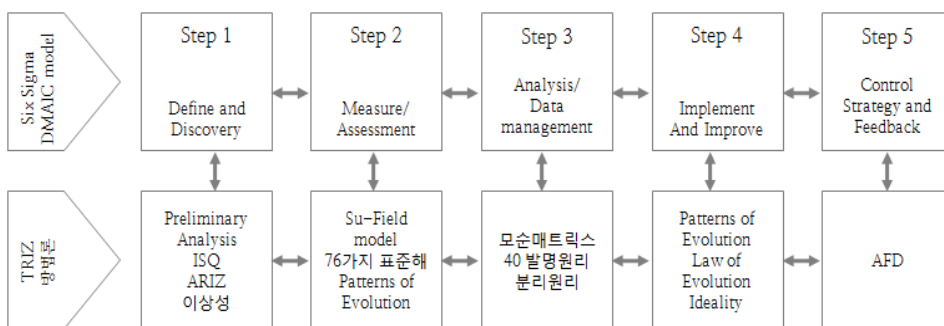 Six Sigma
DMAIC model
Step 1
Define and
Discovery
Step 2
Measure/
Assessment
Step 3
Analysis/
Data
management
Step 4
Implement
And Improve
Step 5
Control
Strategy and
Feedback
TRIZ
방법론
Preliminary
Analysis
ISQ
ARIZ
이상성
Su-Field
model
76가지 표준해
Patterns of
Evolution
모순매트릭스
40 발명원리
분리원리
Patterns of
Evolution
Law of
Evolution
Ideality
AFD